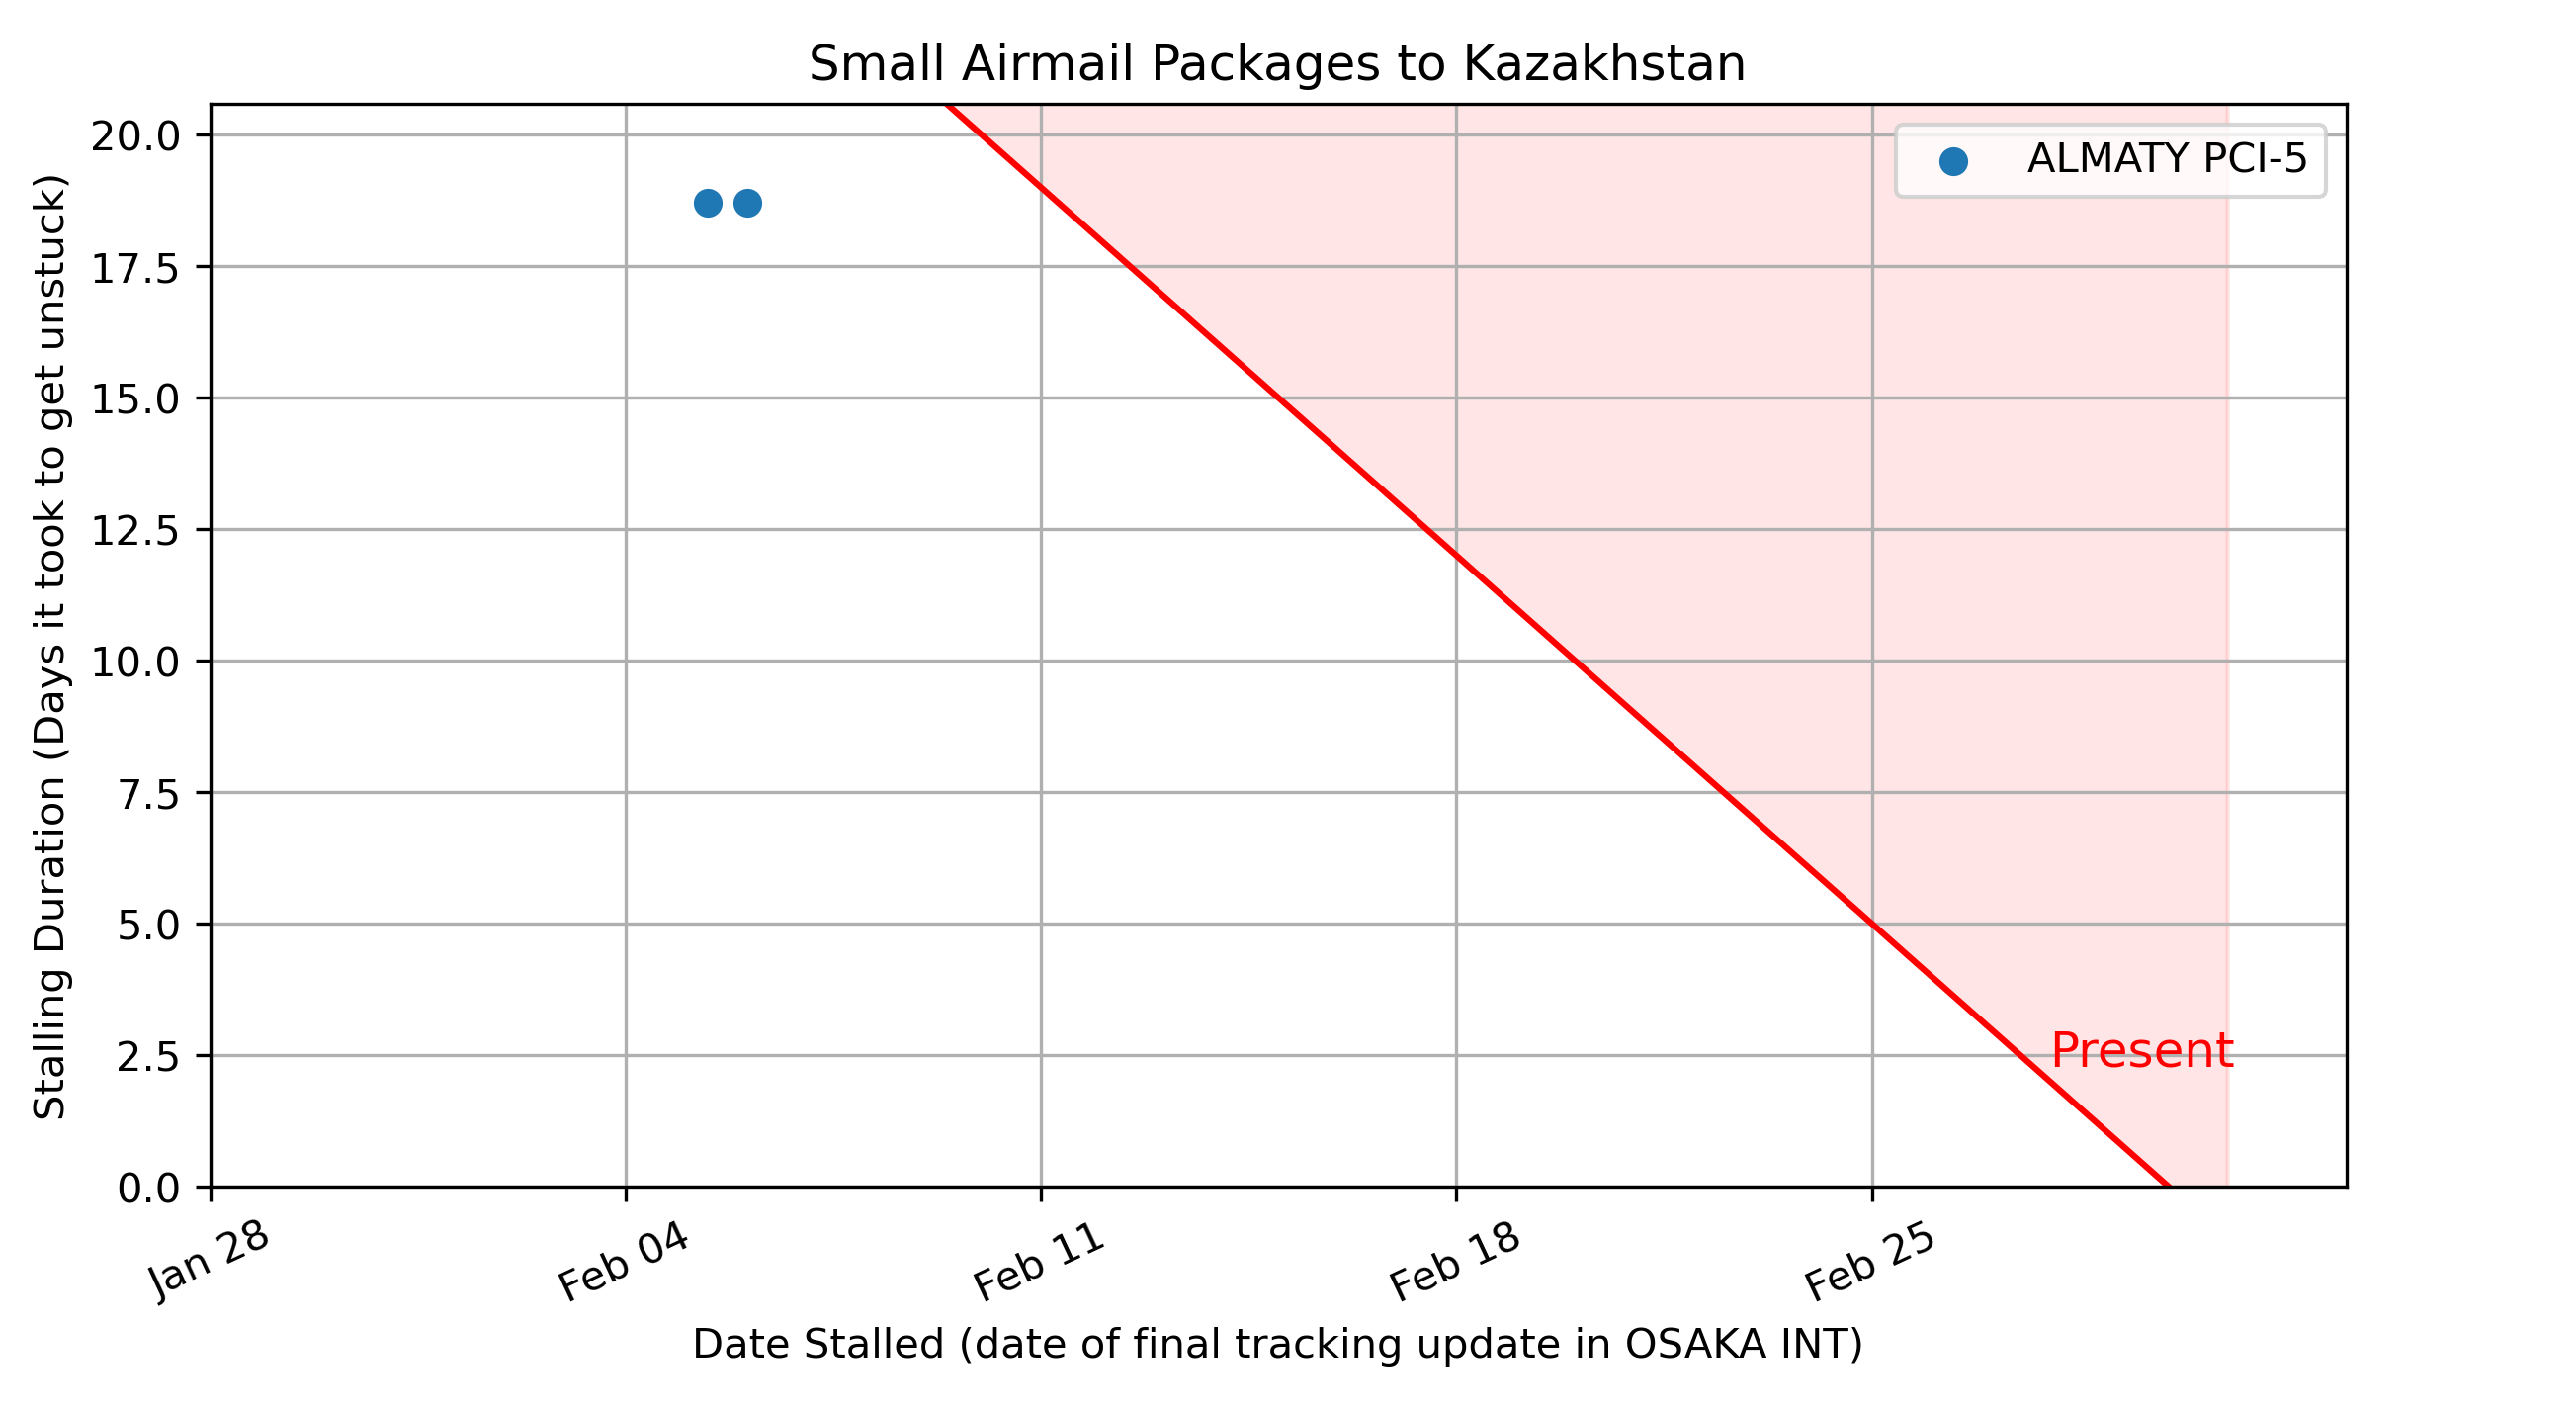 Small Airmail Packages to Kazakhstan
ALMATY PCI-5
Stalling Duration (Days it took to get unstuck)
20.0
17.5
15.0
12.5
10.0
7.5
5.0
2.5
0.0
Present
Jan 28
Feb 04
Feb 11
Feb 18
Feb 25
Date Stalled (date of final tracking update in OSAKA INT)